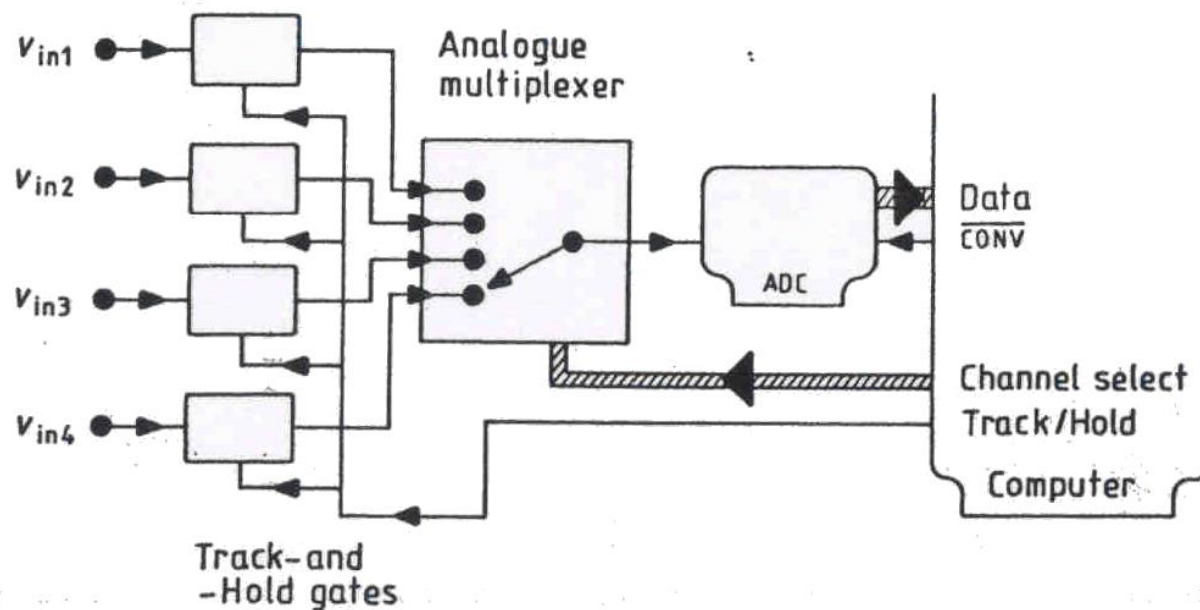 Vin1
Analogue
multiplexer
Vin2
Data
CONV
Vin3
ADC
Channel select
Vin4
Track/Hold
Computer
Track-and
-Hold gates